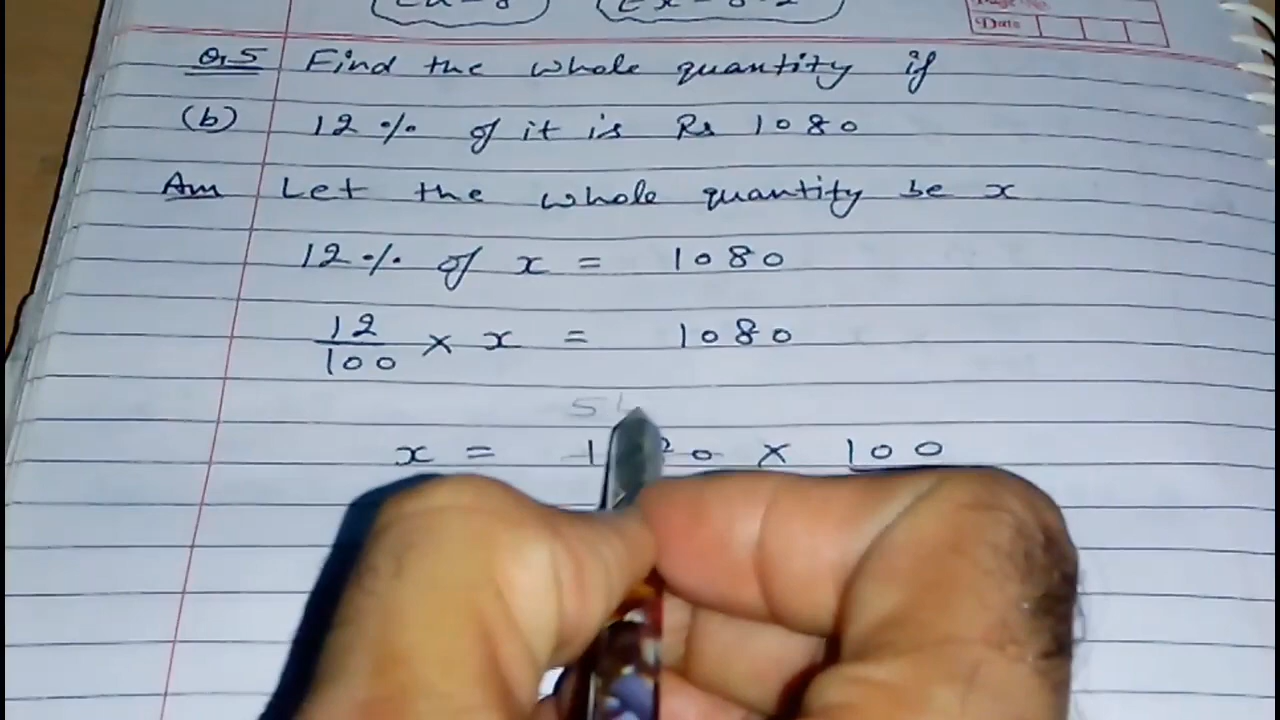 Date
Q.5 Find the whole quantity if
(b) 12 % of it is Rs 1080
Ans Let the whole quantity be x
12 % of x = 1080
12/100 × x = 1080
x = × 100